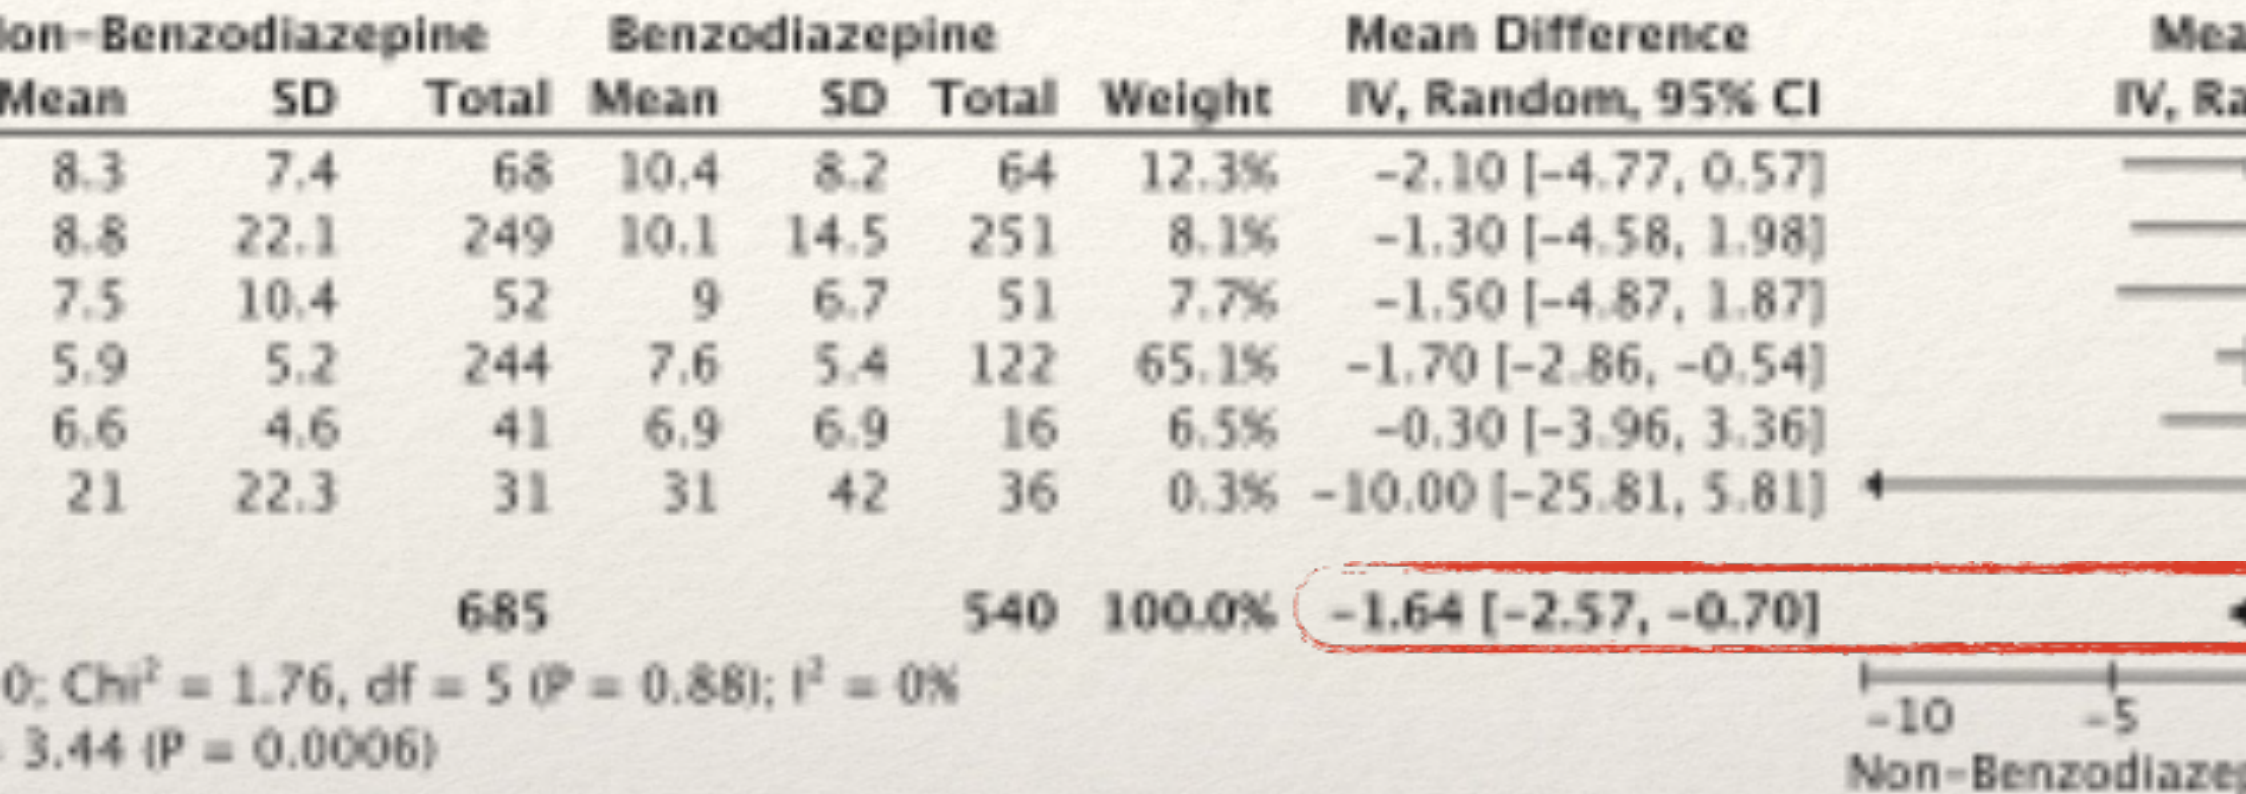 on-Benzodiazepine Benzodiazepine Mean Difference Mea
Mean SD Total Mean SD Total Weight IV, Random, 95% CI IV, Ra
8.3 7.4 68 10.4 8.2 64 12.3% -2.10 [-4.77, 0.57]
8.8 22.1 249 10.1 14.5 251 8.1% -1.30 [-4.58, 1.98]
7.5 10.4 52 9 6.7 51 7.7% -1.50 [-4.87, 1.87]
5.9 5.2 244 7.6 5.4 122 65.1% -1.70 [-2.86, -0.54]
6.6 4.6 41 6.9 6.9 16 6.5% -0.30 [-3.96, 3.36]
21 22.3 31 31 42 36 0.3% -10.00 [-25.81, 5.81]
685 540 100.0% -1.64 [-2.57, -0.70]
0; Chi² = 1.76, df = 5 (P = 0.88); I² = 0%
3.44 (P = 0.0006)
-10 -5
Non-Benzodiazep